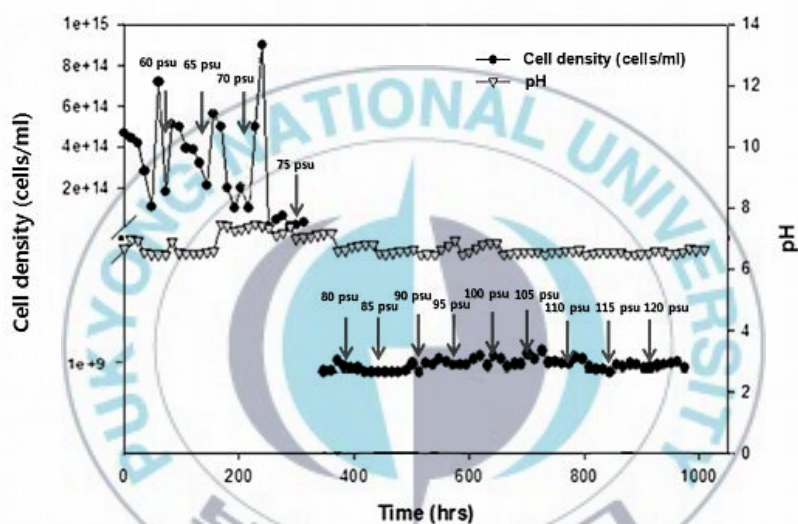 1e+15
8e+14
6e+14
4e+14
2e+14
1e+9
Cell density (cells/ml)
14
12
10
8
6
4
2
0
pH
Cell density (cells/ml)
pH
60 psu
65 psu
70 psu
75 psu
80 psu
85 psu
90 psu
95 psu
100 psu
105 psu
110 psu
115 psu
120 psu
0
200
400
600
800
1000
Time (hrs)
PUKYONG NATIONAL UNIVERSITY